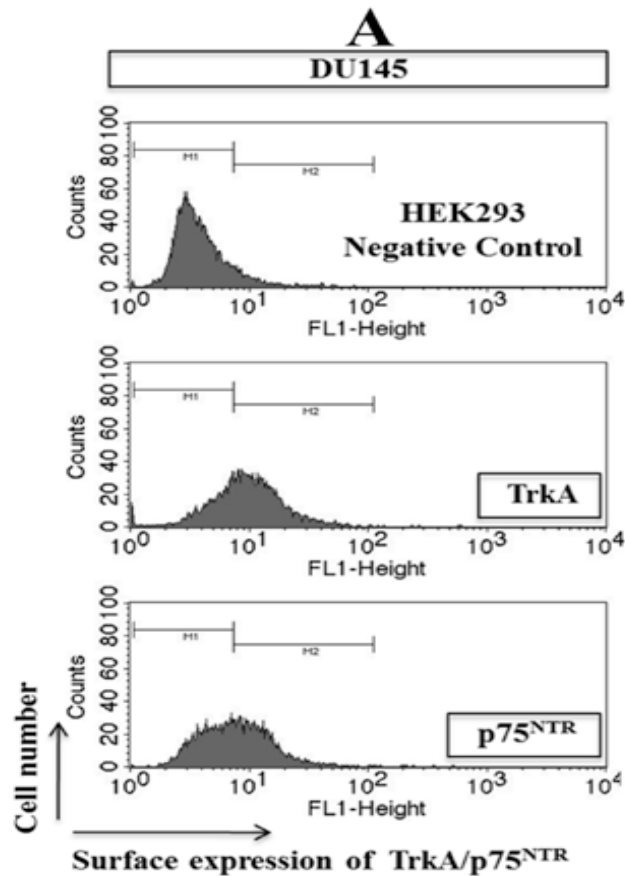 A
DU145
100
80
60
40
20
0
Counts
M1
M2
HEK293
Negative Control
10^0 10^1 10^2 10^3 10^4
FL1-Height
100
80
60
40
20
0
Counts
M1
M2
TrkA
10^0 10^1 10^2 10^3 10^4
FL1-Height
100
80
60
40
20
0
Counts
M1
M2
p75^NTR
10^0 10^1 10^2 10^3 10^4
FL1-Height
Cell number
Surface expression of TrkA/p75^NTR